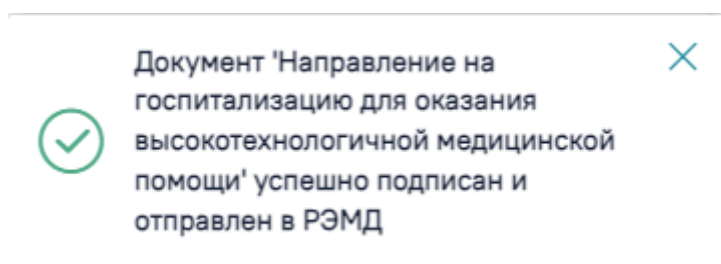 Документ 'Направление на
госпитализацию для оказания
высокотехнологичной медицинской
помощи' успешно подписан и
отправлен в РЭМД